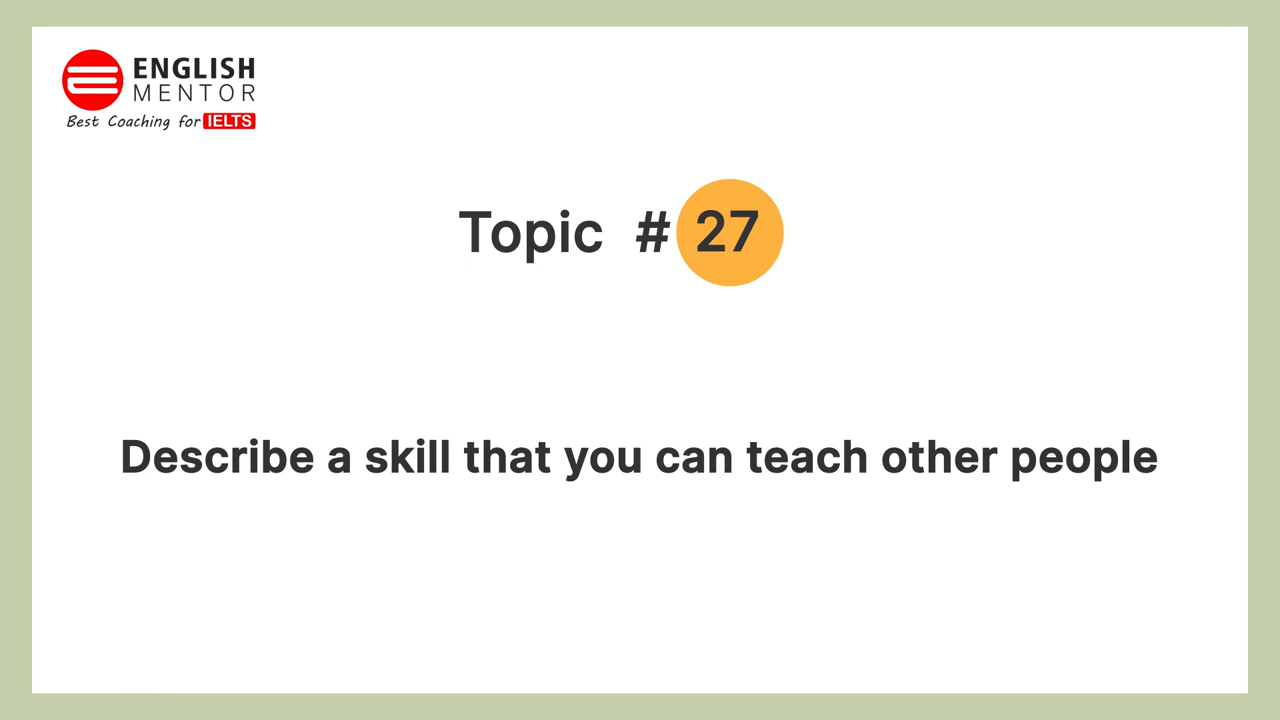 ENGLISH
MENTOR
Best Coaching for IELTS
Topic # 27
Describe a skill that you can teach other people